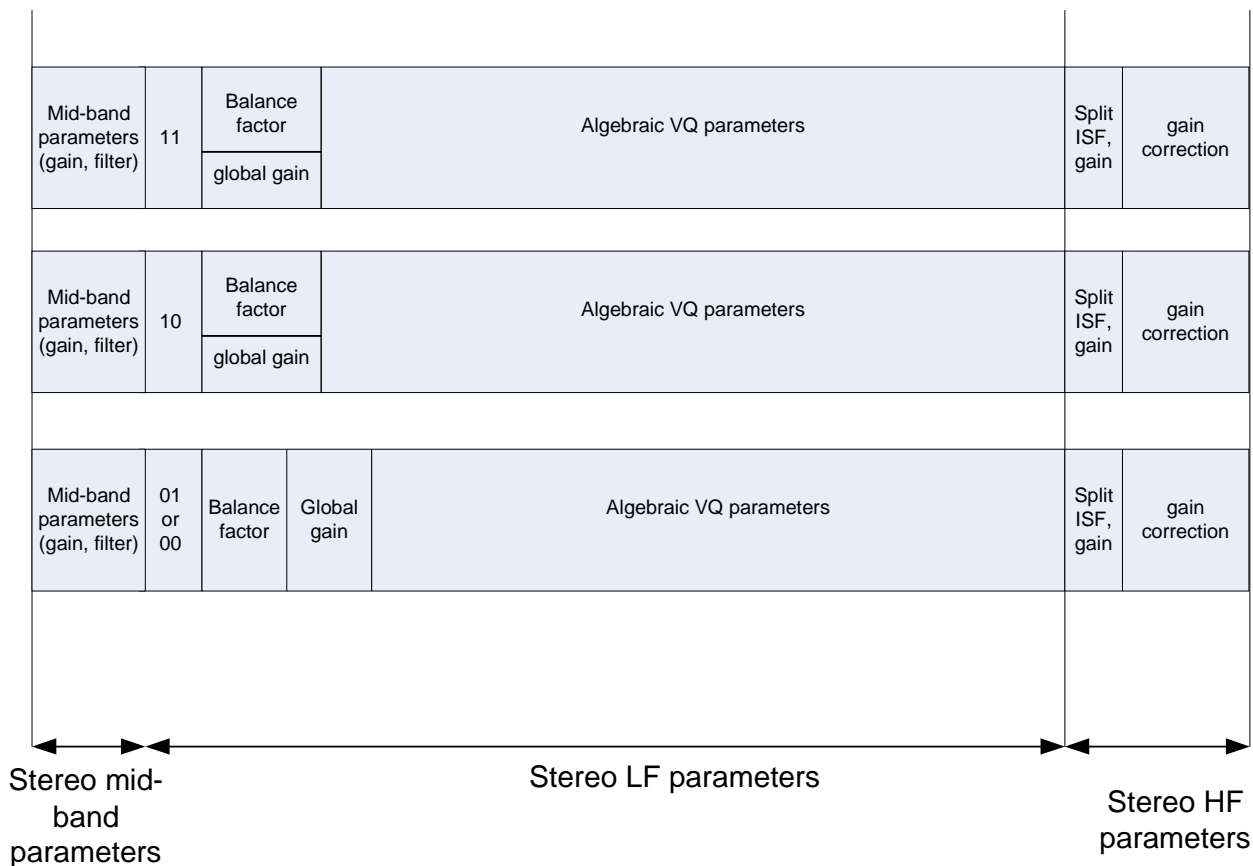 Mid-band
parameters
(gain, filter)
11
Balance
factor
global gain
Algebraic VQ parameters
Split
ISF,
gain
gain
correction
Mid-band
parameters
(gain, filter)
10
Balance
factor
global gain
Algebraic VQ parameters
Split
ISF,
gain
gain
correction
Mid-band
parameters
(gain, filter)
01
or
00
Balance
factor
Global
gain
Algebraic VQ parameters
Split
ISF,
gain
gain
correction
Stereo mid-
band
parameters
Stereo LF parameters
Stereo HF
parameters